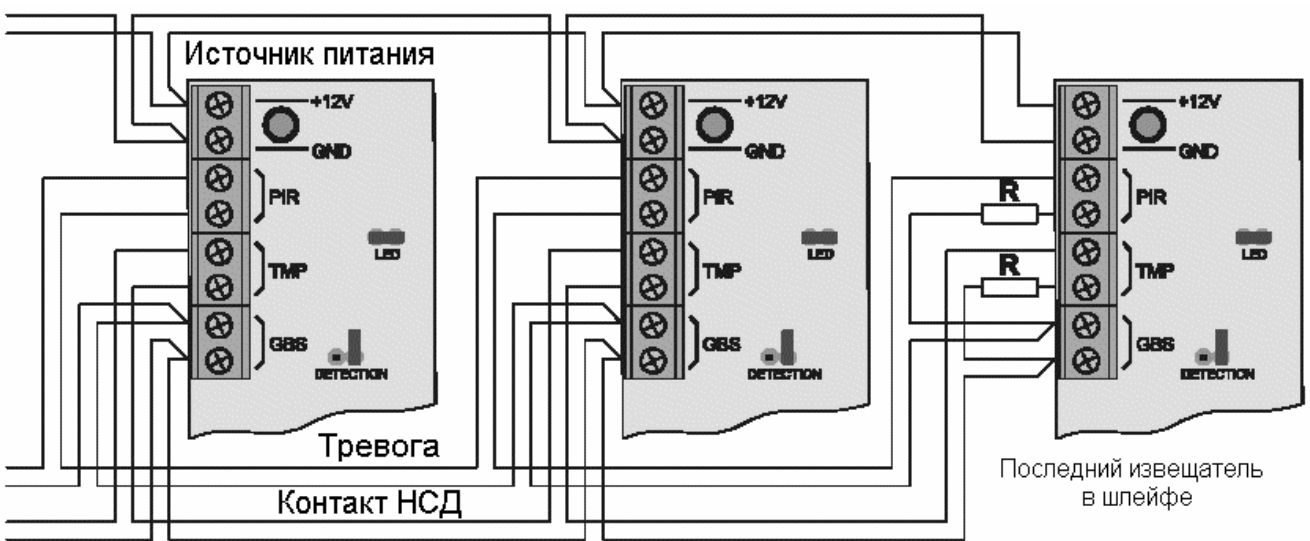 Источник питания
+12V
GND
PIR
LED
TMP
GBS
DETECTION
+12V
GND
PIR
LED
TMP
GBS
DETECTION
+12V
GND
R
PIR
LED
R
TMP
GBS
DETECTION
Тревога
Контакт НСД
Последний извещатель
в шлейфе